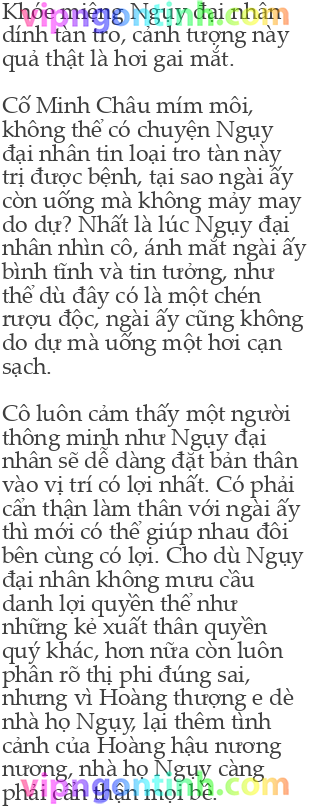 Khóe miệng Ngụy đại nhân
dính tàn tro, cảnh tượng này
quả thật là hơi gai mắt.
Cố Minh Châu mím môi,
không thể có chuyện Ngụy
đại nhân tin loại tro tàn này
trị được bệnh, tại sao ngài ấy
còn uống mà không mảy may
do dự? Nhất là lúc Ngụy đại
nhân nhìn cô, ánh mắt ngài ấy
bình tĩnh và tin tưởng, như
thể dù đây có là một chén
rượu độc, ngài ấy cũng không
do dự mà uống một hơi cạn
sạch.
Cô luôn cảm thấy một người
thông minh như Ngụy đại
nhân sẽ dễ dàng đặt bản thân
vào vị trí có lợi nhất. Có phải
cẩn thận làm thân với ngài ấy
thì mới có thể giúp nhau đôi
bên cùng có lợi. Cho dù Ngụy
đại nhân không mưu cầu
danh lợi quyền thế như
những kẻ xuất thân quyền
quý khác, hơn nữa còn luôn
phân rõ thị phi đúng sai,
nhưng vì Hoàng thượng e dè
nhà họ Ngụy, lại thêm tình
cảnh của Hoàng hậu nương
nương, nhà họ Ngụy càng
phải cẩn thận mọi bề.
vipngontinh.com
vipngontinh.com